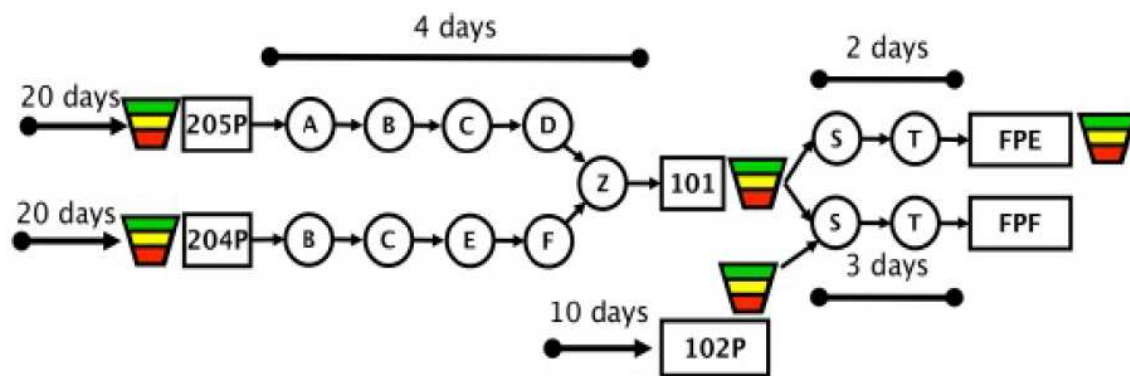 4 days
2 days
20 days
205P A B C D
S T FPE
Z 101
20 days
204P B C E F
S T FPF
3 days
10 days
102P